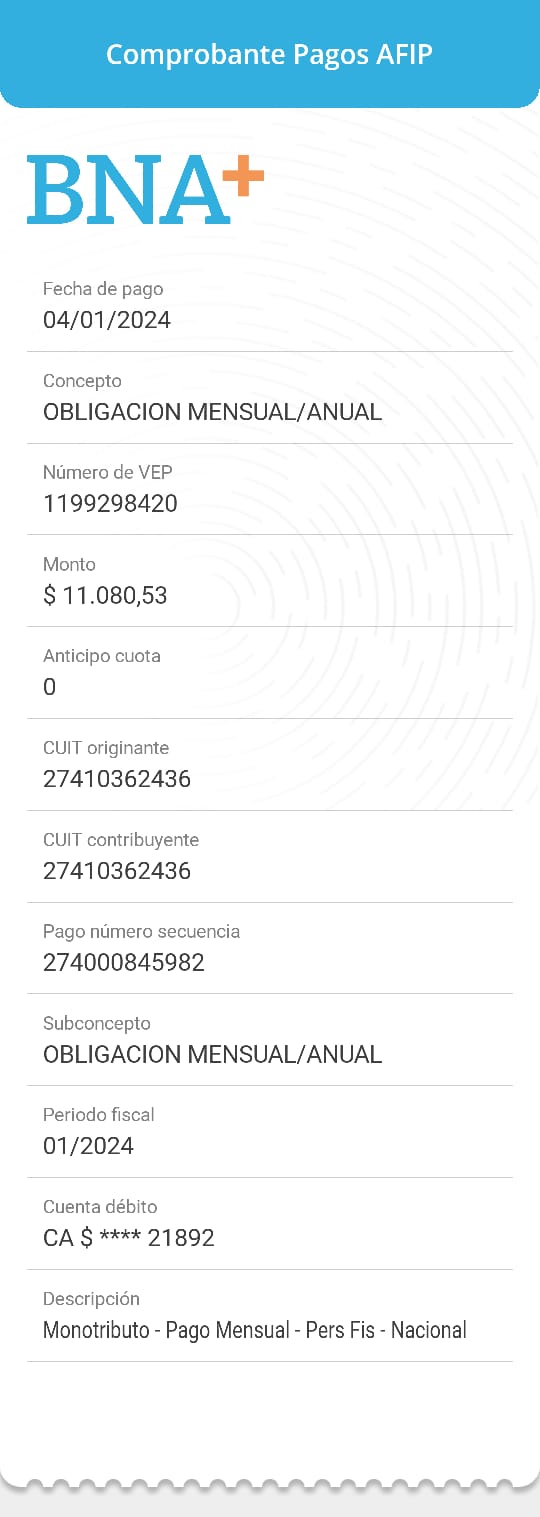 Comprobante Pagos AFIP
BNA+
Fecha de pago
04/01/2024
Concepto
OBLIGACION MENSUAL/ANUAL
Número de VEP
1199298420
Monto
$ 11.080,53
Anticipo cuota
0
CUIT originante
27410362436
CUIT contribuyente
27410362436
Pago número secuencia
274000845982
Subconcepto
OBLIGACION MENSUAL/ANUAL
Periodo fiscal
01/2024
Cuenta débito
CA $ **** 21892
Descripción
Monotributo - Pago Mensual - Pers Fis - Nacional